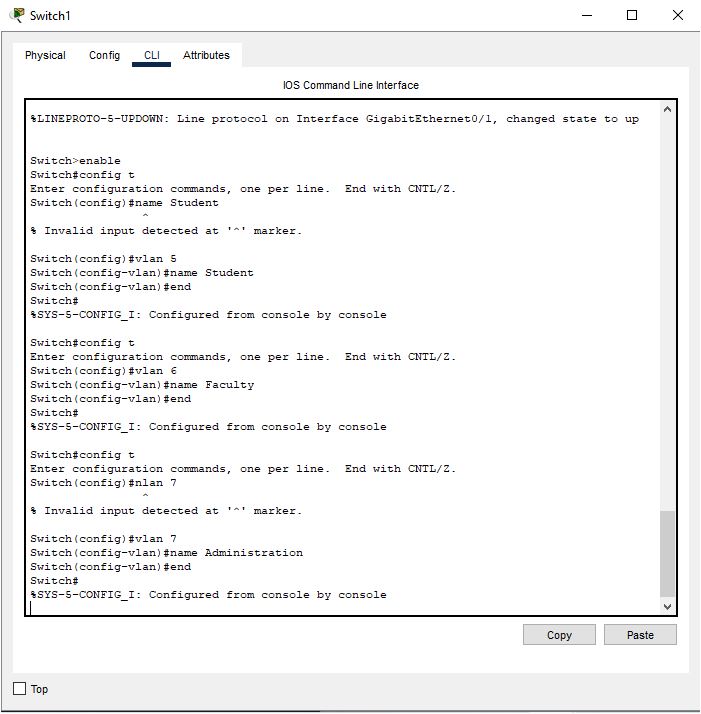 Switch1
Physical Config CLI Attributes
IOS Command Line Interface
%LINEPROTO-5-UPDOWN: Line protocol on Interface GigabitEthernet0/1, changed state to up
Switch>enable
Switch#config t
Enter configuration commands, one per line.  End with CNTL/Z.
Switch(config)#name Student
^
% Invalid input detected at '^' marker.
Switch(config)#vlan 5
Switch(config-vlan)#name Student
Switch(config-vlan)#end
Switch#
%SYS-5-CONFIG_I: Configured from console by console
Switch#config t
Enter configuration commands, one per line.  End with CNTL/Z.
Switch(config)#vlan 6
Switch(config-vlan)#name Faculty
Switch(config-vlan)#end
Switch#
%SYS-5-CONFIG_I: Configured from console by console
Switch#config t
Enter configuration commands, one per line.  End with CNTL/Z.
Switch(config)#nlan 7
^
% Invalid input detected at '^' marker.
Switch(config)#vlan 7
Switch(config-vlan)#name Administration
Switch(config-vlan)#end
Switch#
%SYS-5-CONFIG_I: Configured from console by console
Copy Paste
Top